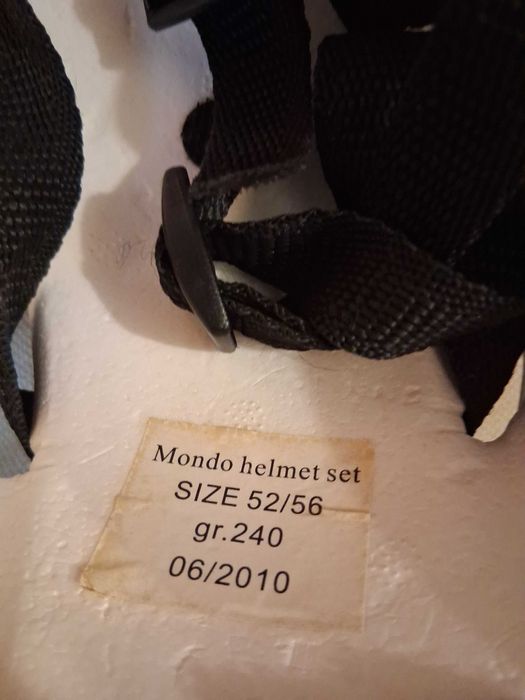 Mondo helmet set
SIZE 52/56
gr.240
06/2010